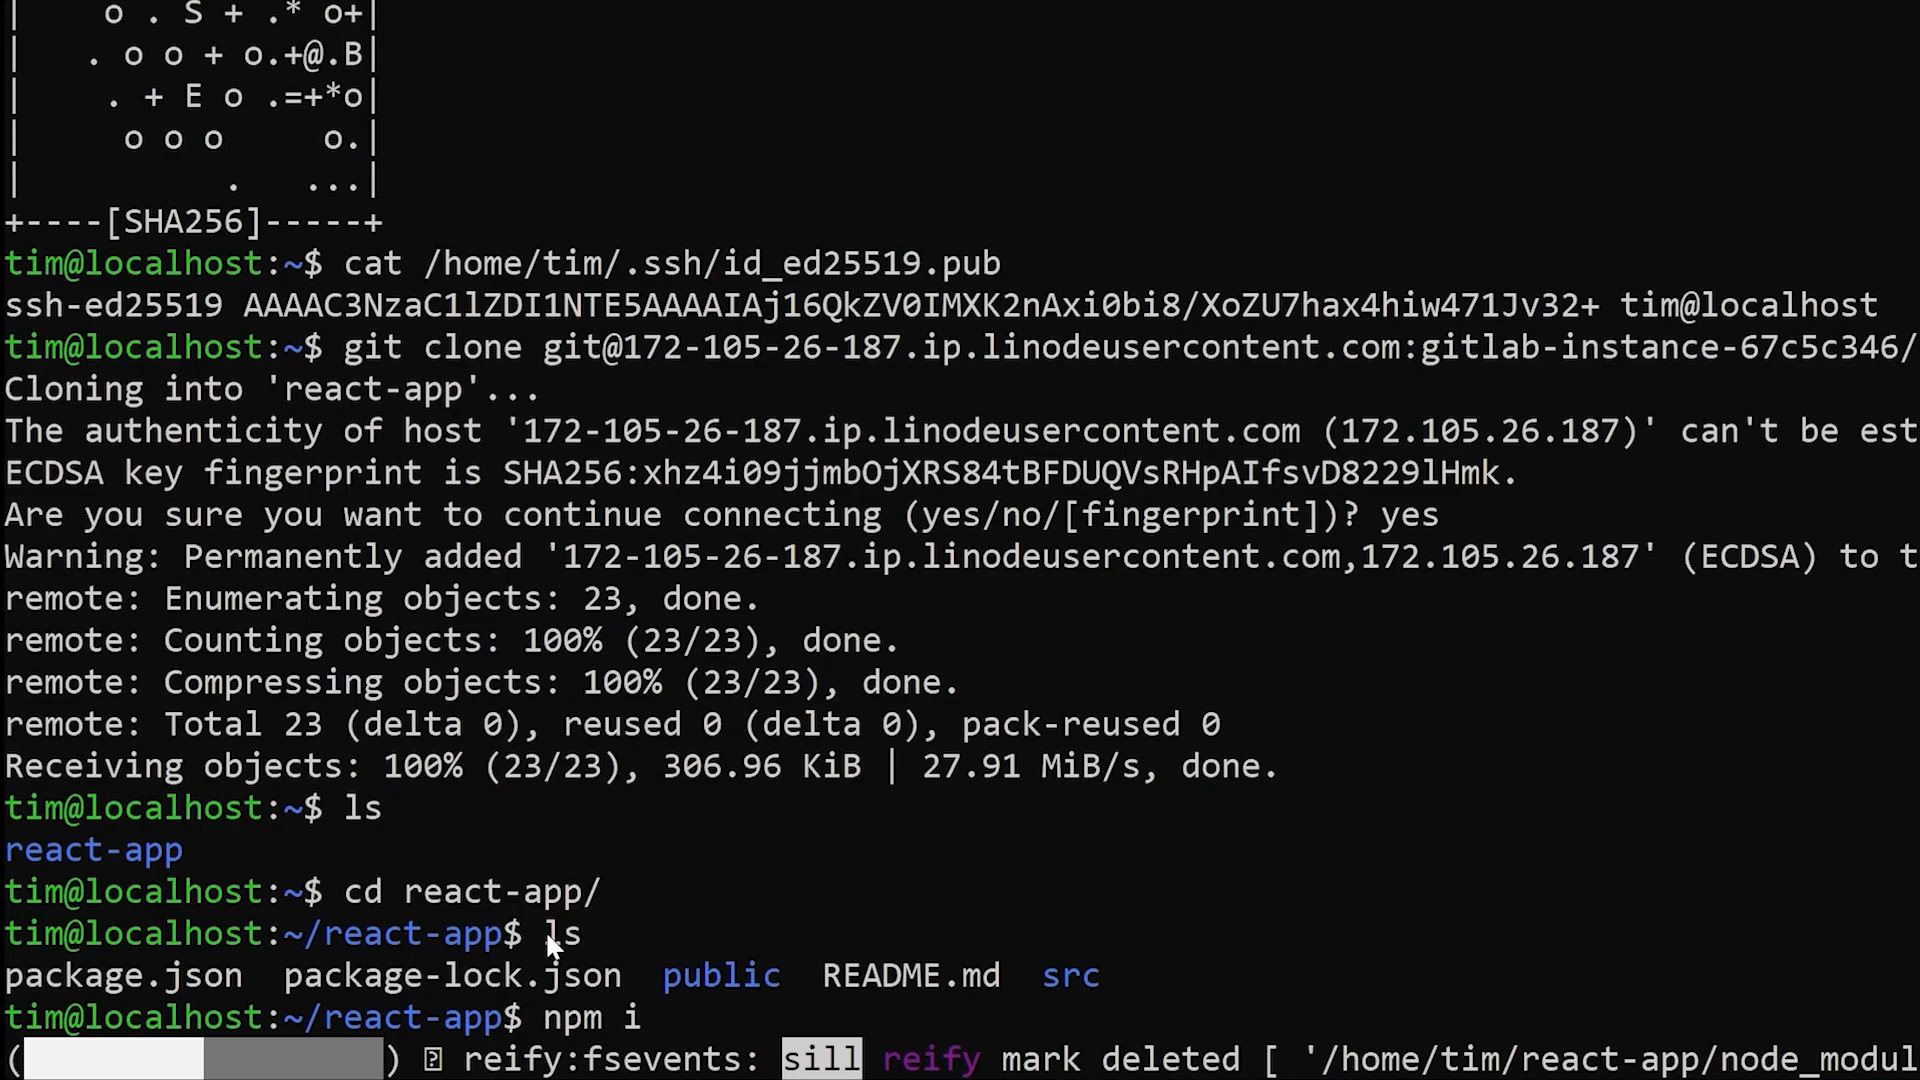 |    o . S + .* o+|
|   . o o + o.+@.B|
|    . + E o .=+*o|
|     o o o     o.|
|          .   ...|
+----[SHA256]-----+
tim@localhost:~$ cat /home/tim/.ssh/id_ed25519.pub
ssh-ed25519 AAAAC3NzaC1lZDI1NTE5AAAAIAj16QkZV0IMXK2nAxi0bi8/XoZU7hax4hiw471Jv32+ tim@localhost
tim@localhost:~$ git clone git@172-105-26-187.ip.linodeusercontent.com:gitlab-instance-67c5c346/
Cloning into 'react-app'...
The authenticity of host '172-105-26-187.ip.linodeusercontent.com (172.105.26.187)' can't be est
ECDSA key fingerprint is SHA256:xhz4i09jjmbOjXRS84tBFDUQVsRHpAIfsvD8229lHmk.
Are you sure you want to continue connecting (yes/no/[fingerprint])? yes
Warning: Permanently added '172-105-26-187.ip.linodeusercontent.com,172.105.26.187' (ECDSA) to t
remote: Enumerating objects: 23, done.
remote: Counting objects: 100% (23/23), done.
remote: Compressing objects: 100% (23/23), done.
remote: Total 23 (delta 0), reused 0 (delta 0), pack-reused 0
Receiving objects: 100% (23/23), 306.96 KiB | 27.91 MiB/s, done.
tim@localhost:~$ ls
react-app
tim@localhost:~$ cd react-app/
tim@localhost:~/react-app$ ls
package.json  package-lock.json  public  README.md  src
tim@localhost:~/react-app$ npm i
(                  ) ⍰ reify:fsevents: sill reify mark deleted [ '/home/tim/react-app/node_modul